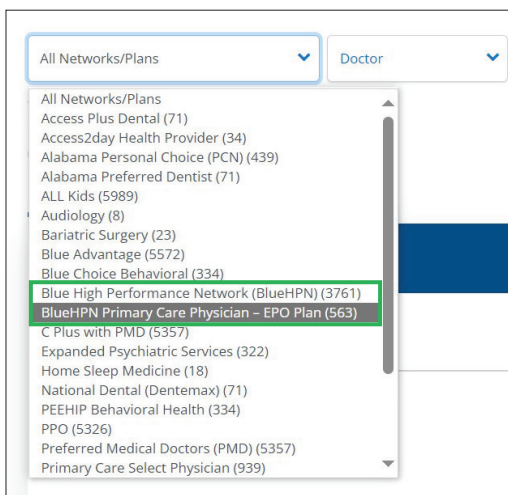 All Networks/Plans
Doctor
All Networks/Plans
Access Plus Dental (71)
Access2day Health Provider (34)
Alabama Personal Choice (PCN) (439)
Alabama Preferred Dentist (71)
ALL Kids (5989)
Audiology (8)
Bariatric Surgery (23)
Blue Advantage (5572)
Blue Choice Behavioral (334)
Blue High Performance Network (BlueHPN) (3761)
BlueHPN Primary Care Physician – EPO Plan (563)
C Plus with PMD (5357)
Expanded Psychiatric Services (322)
Home Sleep Medicine (18)
National Dental (Dentemax) (71)
PEEHIP Behavioral Health (334)
PPO (5326)
Preferred Medical Doctors (PMD) (5357)
Primary Care Select Physician (939)